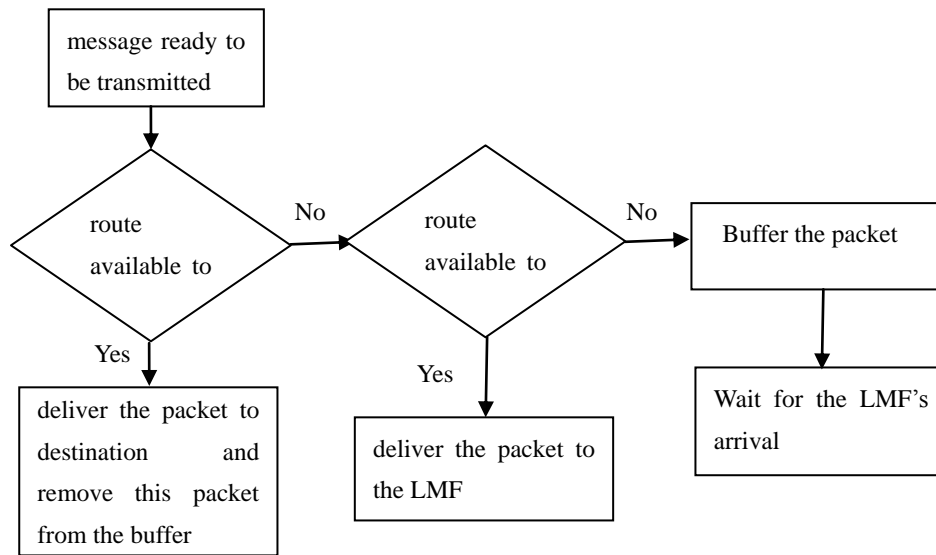 message ready to
be transmitted
route
available to
No
route
available to
No
Buffer the packet
Yes
Yes
deliver the packet to
destination and
remove this packet
from the buffer
deliver the packet to
the LMF
Wait for the LMF's
arrival